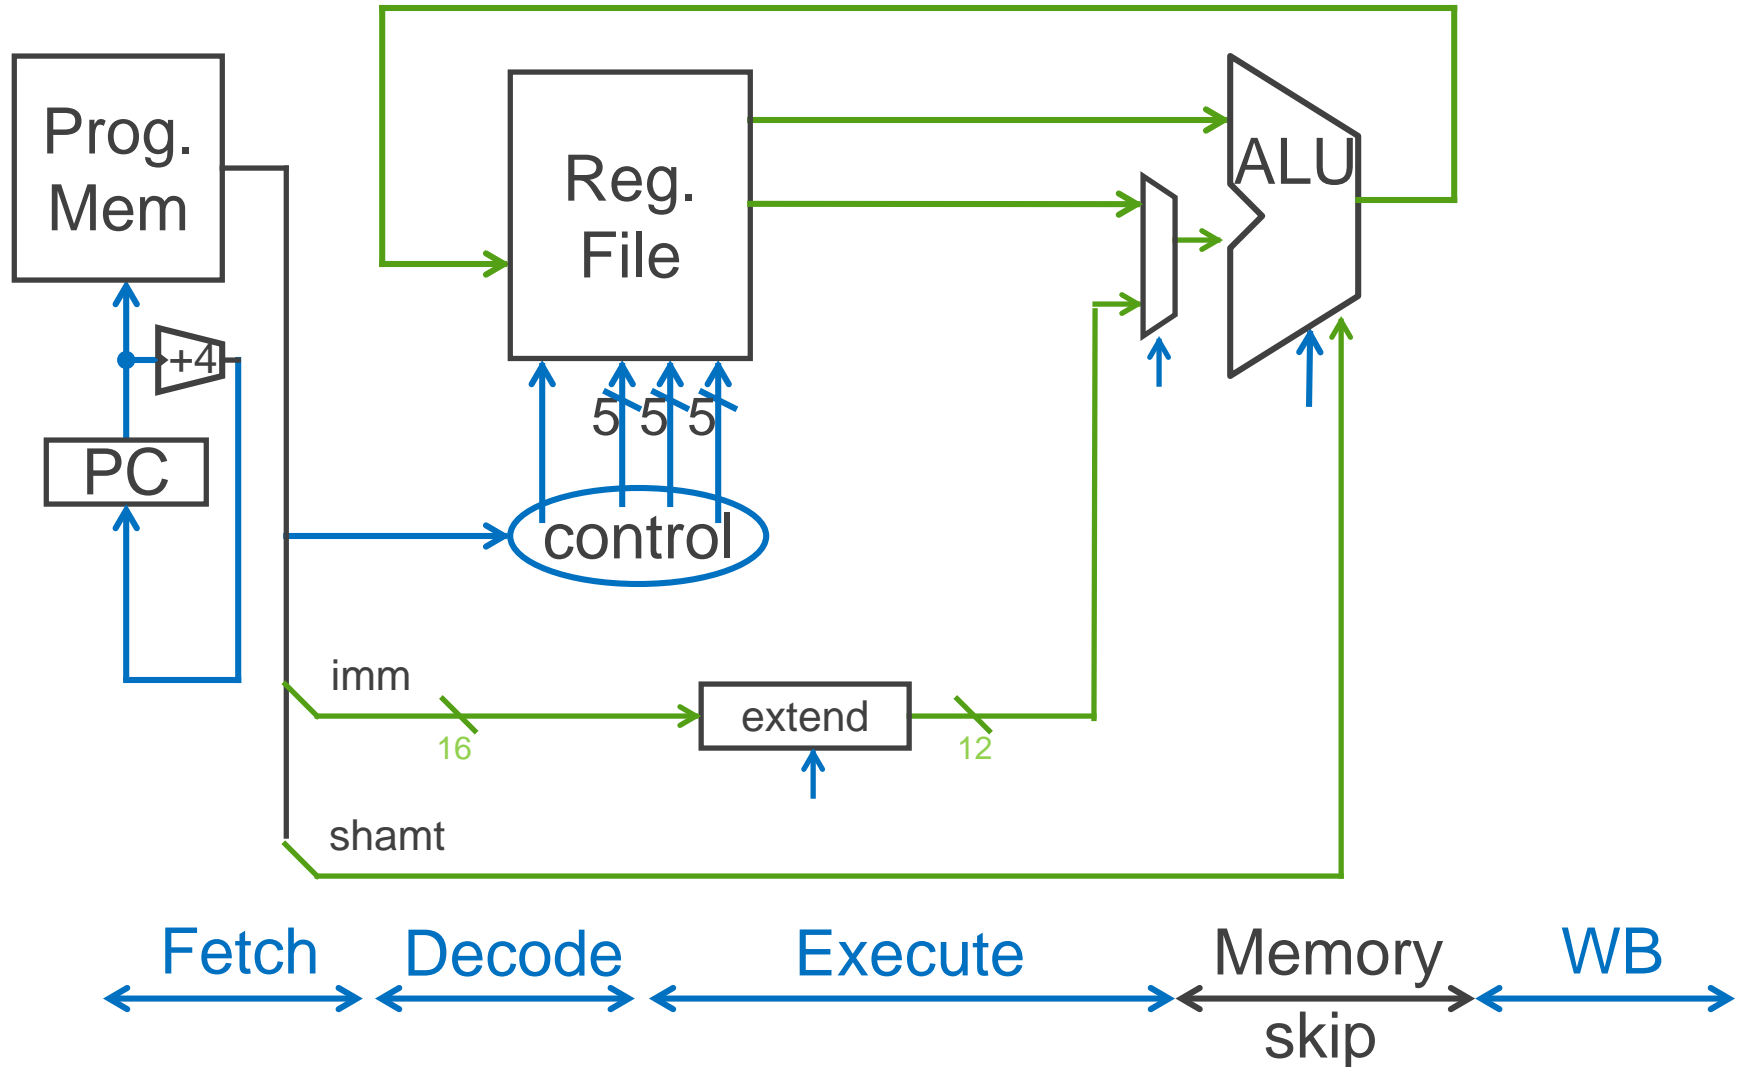 Prog.
Mem
Reg.
File
ALU
+4
5 5 5
PC
control
imm
16
extend
12
shamt
Fetch
Decode
Execute
Memory
WB
skip